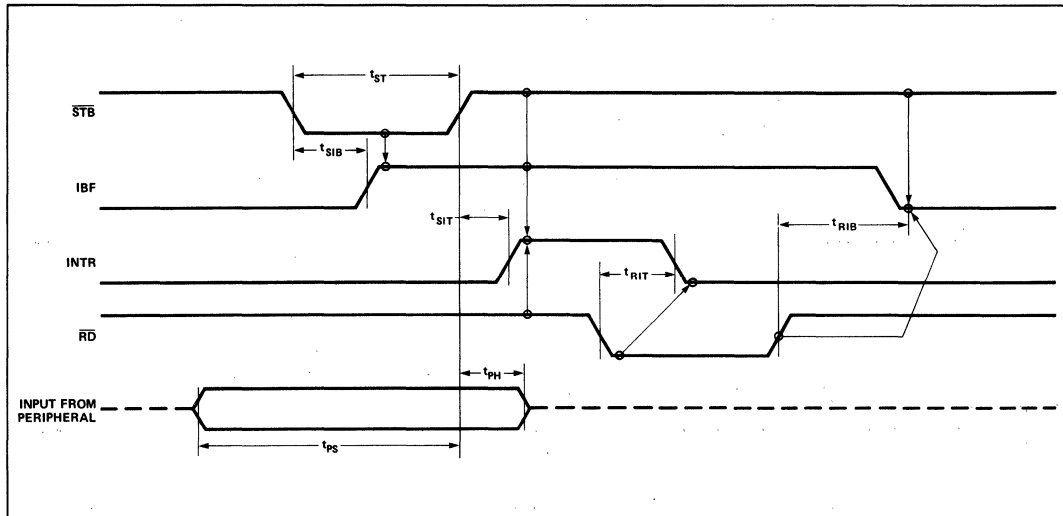 tST
STB
tSIB
IBF
tSIT
tRIB
INTR
tRIT
RD
tPH
INPUT FROM
PERIPHERAL
tPS